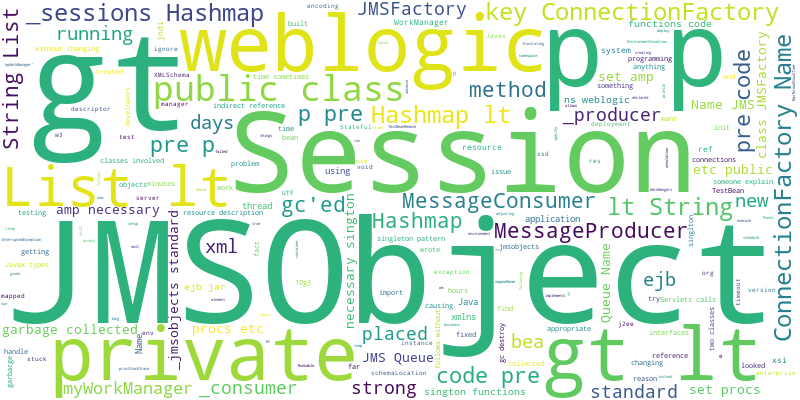 _sessions Hashmap
JMSFactory
key ConnectionFactory
running
weblogic
p p
WorkManager
functions code
String List
gt
public class
method
pre code
set amp
Name JMS
class JMSFactory
ConnectionFactory Name
days
p pre
Hashmap lt
_producer
ns weblogic
pre p
Session
List lt
gc'ed
MessageConsumer
lt String
new
etc public
TestBean
amp necessary
Hashmap
MessageProducer
xml
JMSObject
ejb
Queue Name
garbage collected
procs etc
placed
bea
JMS Queue
private
gt lt
myWorkManager
_consumer
strong
code pre
standard
set procs
_jmsobjects standard
necessary sington
sington functions
singleton pattern
resource description
indirect reference
classes involved
without changing
time sometimes
XMLSchema
descriptor
developers
created
manager
encoding
built
jndi
ignore
Stateful
problem
thread
using
resource
issue
application
exception
hours
Java
xmlns
import
fixed
causing
wrote
find
instance
appropriate
interfaces
reference
changing
reason
j2ee
xsi
enterprise
version
timeout
two classes
Servlets calls
org
try
someone explain
connections
deployment
programming
anything
system
init
ref
res
xsd
testing
getting
Javax types
InterruptedException
ejb jar
env
Name
mapped
handle
stuck
printStackTrace
schemaLocation
follows without
gc destroy
10g3
UTF
server
minutes
objects
work
test
w3
bean
time
void
fact
far
garbage
collected
_jmsobjects
singlton